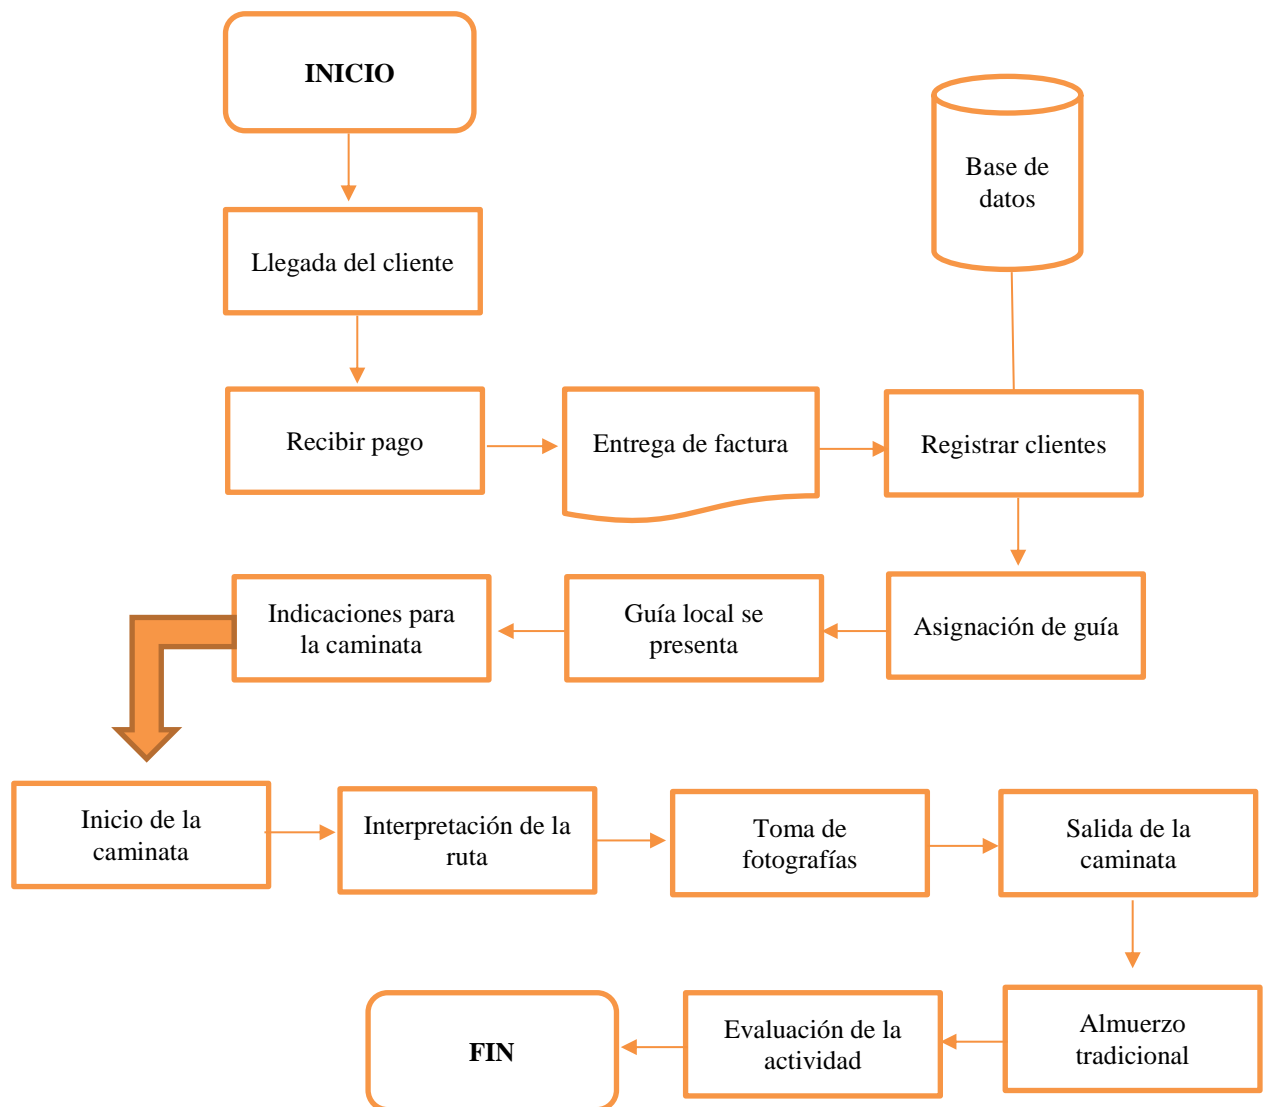 INICIO
Base de
datos
Llegada del cliente
Recibir pago
Entrega de factura
Registrar clientes
Indicaciones para
la caminata
Guía local se
presenta
Asignación de guía
Inicio de la
caminata
Interpretación de la
ruta
Toma de
fotografías
Salida de la
caminata
FIN
Evaluación de la
actividad
Almuerzo
tradicional